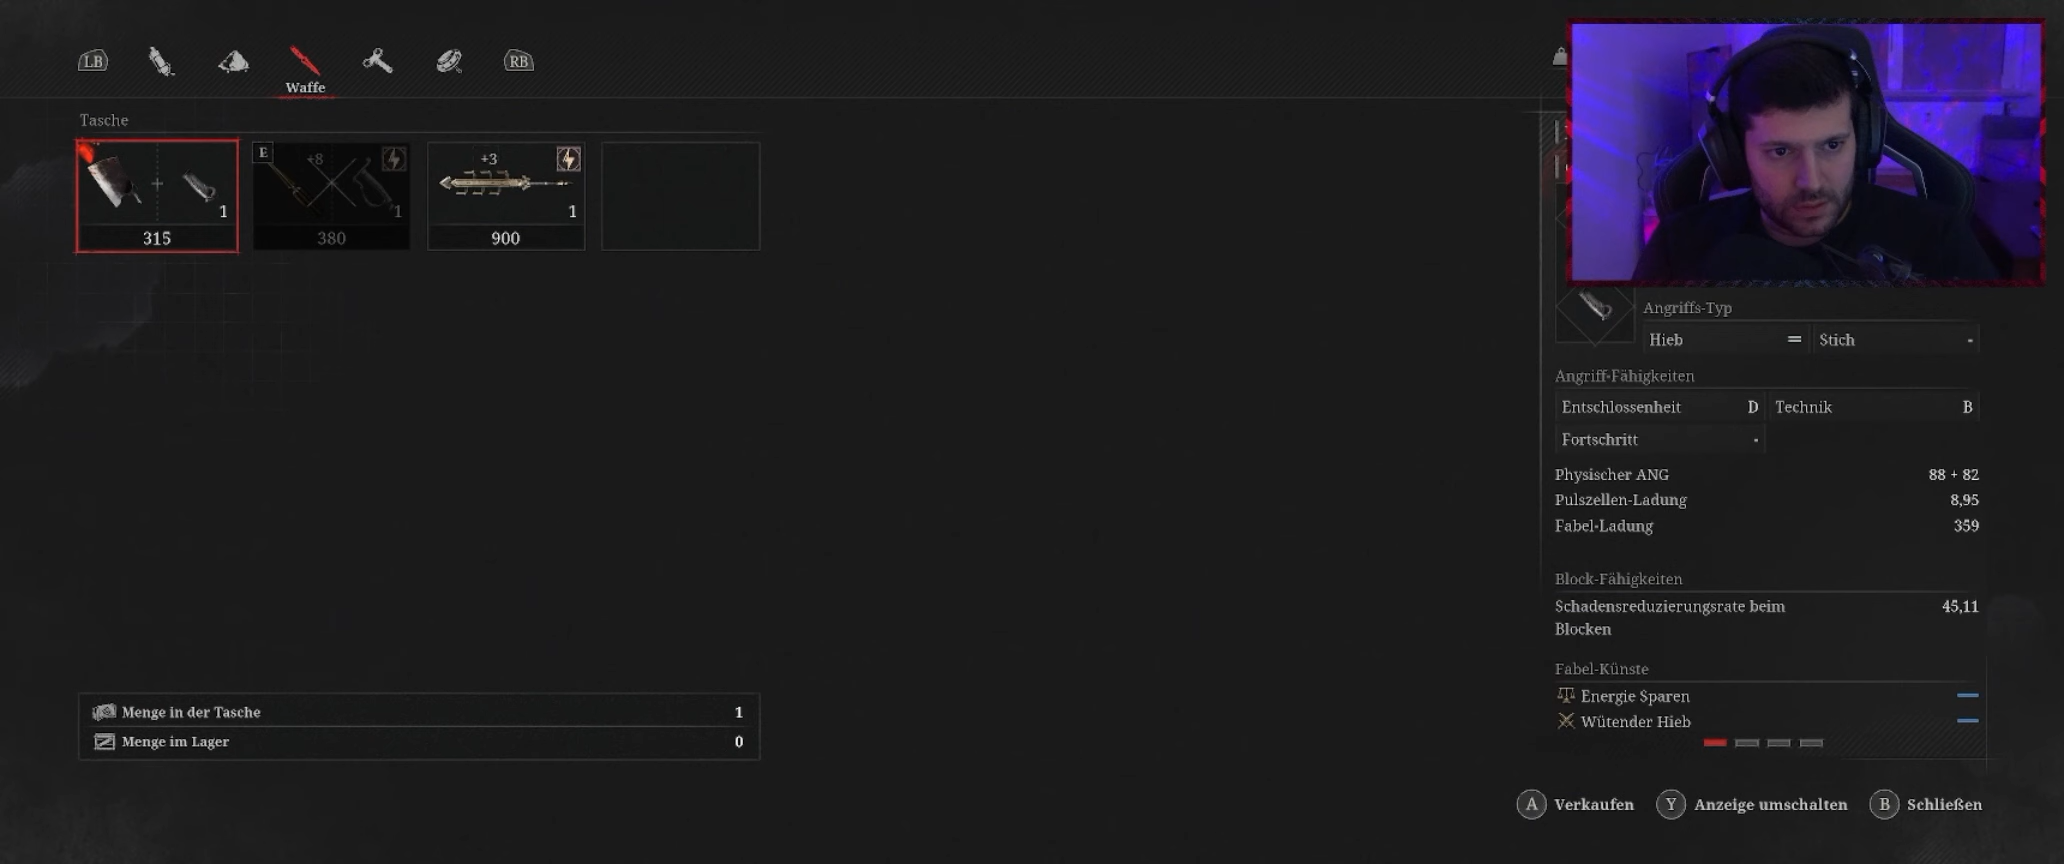 LB
RB
Waffe
Tasche
1
315
E
+8
1
380
+3
1
900
Angriffs-Typ
Hieb = Stich -
Angriff-Fähigkeiten
Entschlossenheit D Technik B
Fortschritt -
Physischer ANG 88 + 82
Pulszellen-Ladung 8,95
Fabel-Ladung 359
Block-Fähigkeiten
Schadensreduzierungsrate beim 45,11
Blocken
Fabel-Künste
Energie Sparen
Wütender Hieb
Menge in der Tasche 1
Menge im Lager 0
A Verkaufen Y Anzeige umschalten B Schließen